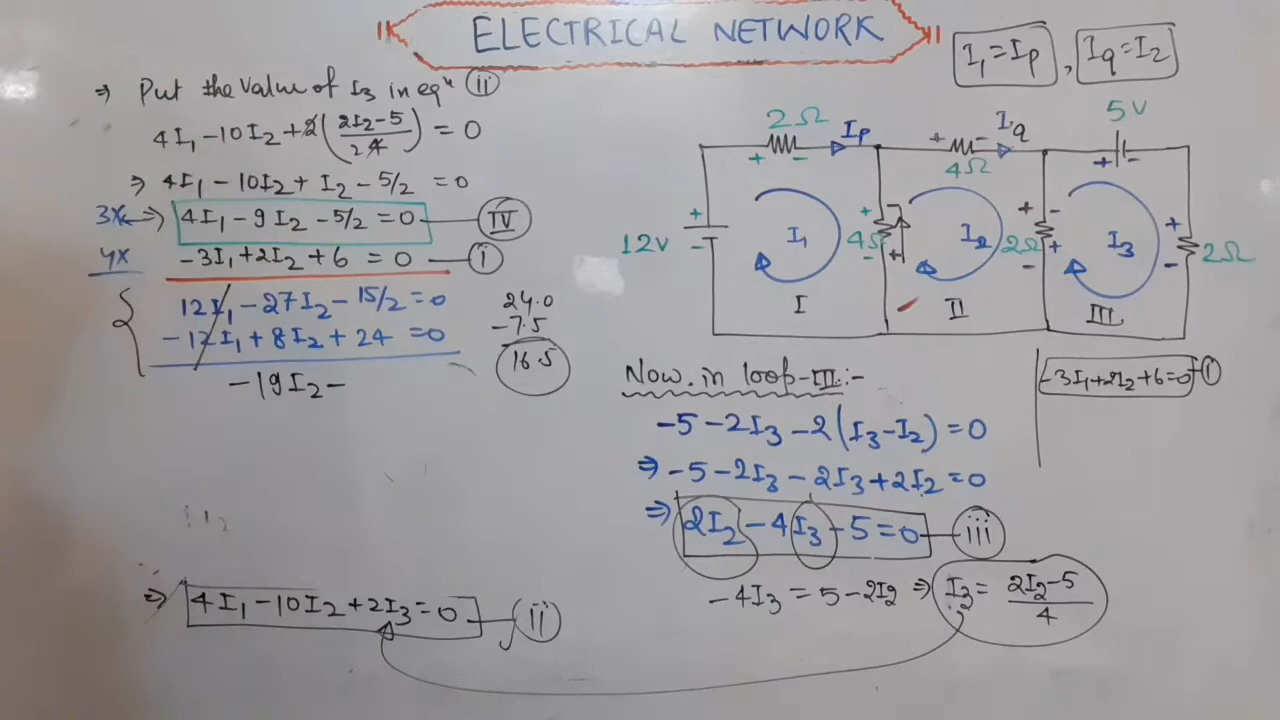 ELECTRICAL NETWORK
I₁=Iₚ , I_q=I₂
⇒ Put the Value of I₃ in eqⁿ (ii)
4I₁-10I₂+2((2I₂-5)/4) = 0
2
⇒ 4I₁-10I₂+I₂-5/2 = 0
3x ⇒ 4I₁-9I₂-5/2 = 0 — (IV)
4x -3I₁+2I₂+6 = 0 — (i)
12I₁-27I₂-15/2=0
-12I₁+8I₂+24 =0
-19I₂-
24.0
-7.5
16.5
⇒ 4I₁-10I₂+2I₃=0 — (ii)
2Ω Iₚ
+ -
+ - I_q
4Ω
5V
+ -
12V
+
-
I₁
I
+
4Ω
-
-
+
I₂
II
+
2Ω
-
-
+
I₃
III
+
-
2Ω
Now. in loop-III:-
-5-2I₃-2(I₃-I₂)=0
⇒ -5-2I₃-2I₃+2I₂=0
⇒ 2I₂-4I₃-5=0 — (iii)
-4I₃=5-2I₂ ⇒ I₃= (2I₂-5)/4
-3I₁+2I₂+6=0 — (i)